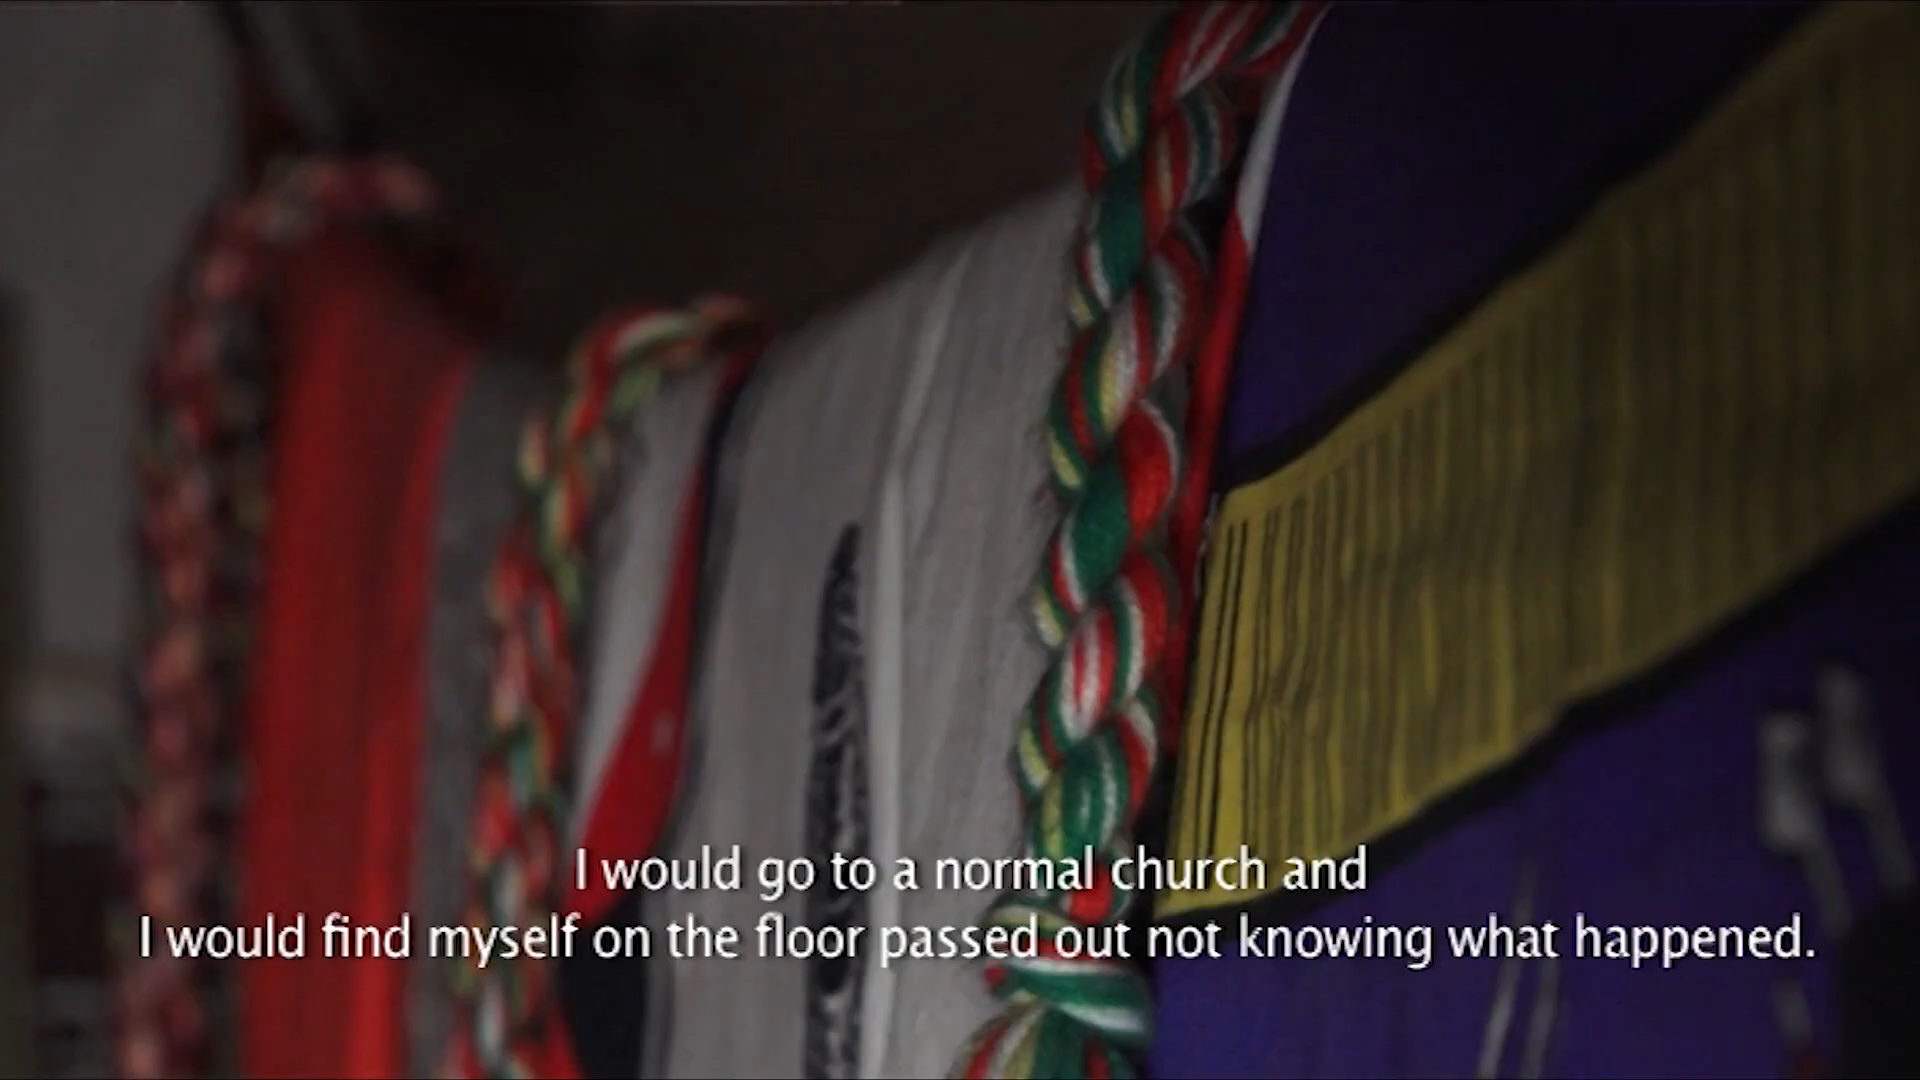 I would go to a normal church and
I would find myself on the floor passed out not knowing what happened.